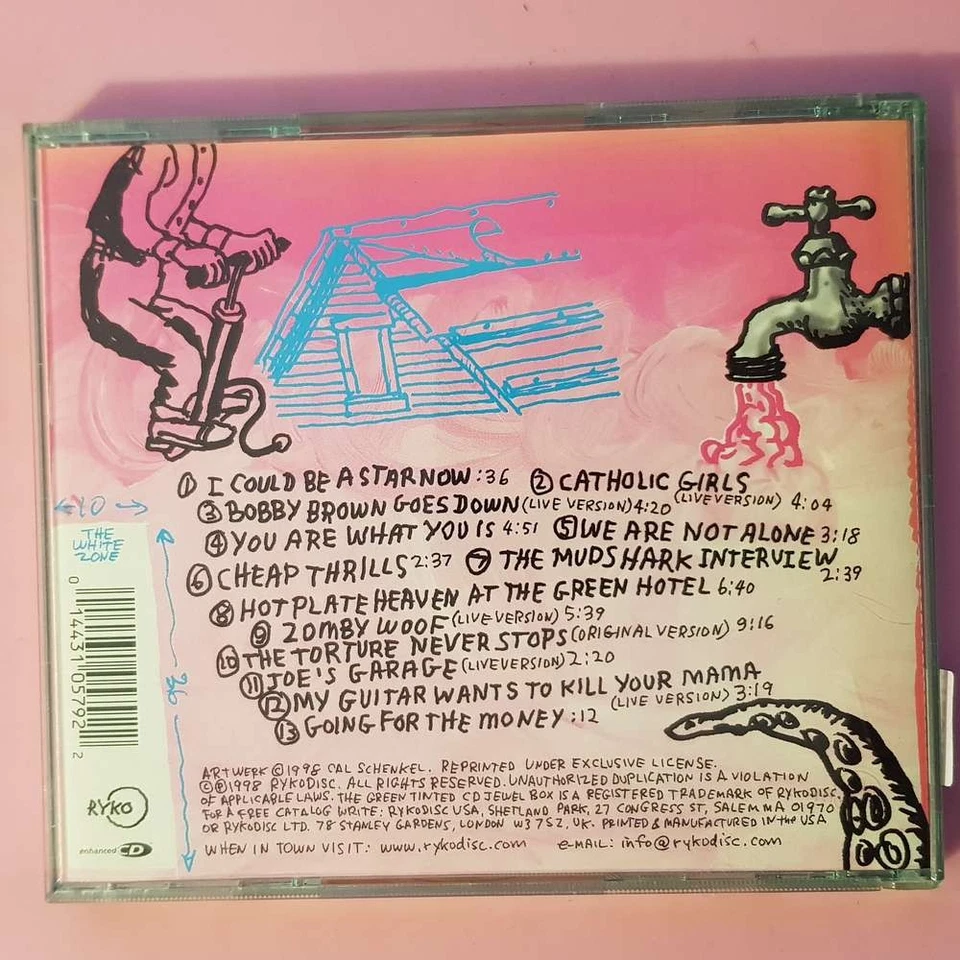 ① I COULD BE A STAR NOW :36 ② CATHOLIC GIRLS
(LIVE VERSION) 4:04
③ BOBBY BROWN GOES DOWN (LIVE VERSION) 4:20
④ YOU ARE WHAT YOU IS 4:51 ⑤ WE ARE NOT ALONE 3:18
⑥ CHEAP THRILLS 2:37 ⑦ THE MUDSHARK INTERVIEW
2:39
⑧ HOT PLATE HEAVEN AT THE GREEN HOTEL 6:40
⑨ ZOMBY WOOF (LIVE VERSION) 5:39
⑩ THE TORTURE NEVER STOPS (ORIGINAL VERSION) 9:16
⑪ JOE'S GARAGE (LIVE VERSION) 2:20
⑫ MY GUITAR WANTS TO KILL YOUR MAMA
(LIVE VERSION) 3:19
⑬ GOING FOR THE MONEY :12
10
THE
WHITE
ZONE
36
0 14431 05792 2
RYKO
enhanced CD
ARTWERK © 1998 CAL SCHENKEL. REPRINTED UNDER EXCLUSIVE LICENSE.
© ℗ 1998 RYKODISC. ALL RIGHTS RESERVED. UNAUTHORIZED DUPLICATION IS A VIOLATION
OF APPLICABLE LAWS. THE GREEN TINTED CD JEWEL BOX IS A REGISTERED TRADEMARK OF RYKODISC.
FOR A FREE CATALOG WRITE: RYKODISC USA, SHETLAND PARK, 27 CONGRESS ST, SALEM MA 01970
OR RYKODISC LTD. 78 STANLEY GARDENS, LONDON W3 7SZ, UK. PRINTED & MANUFACTURED IN the USA
WHEN IN TOWN VISIT: www.rykodisc.com e-MAIL: info@rykodisc.com